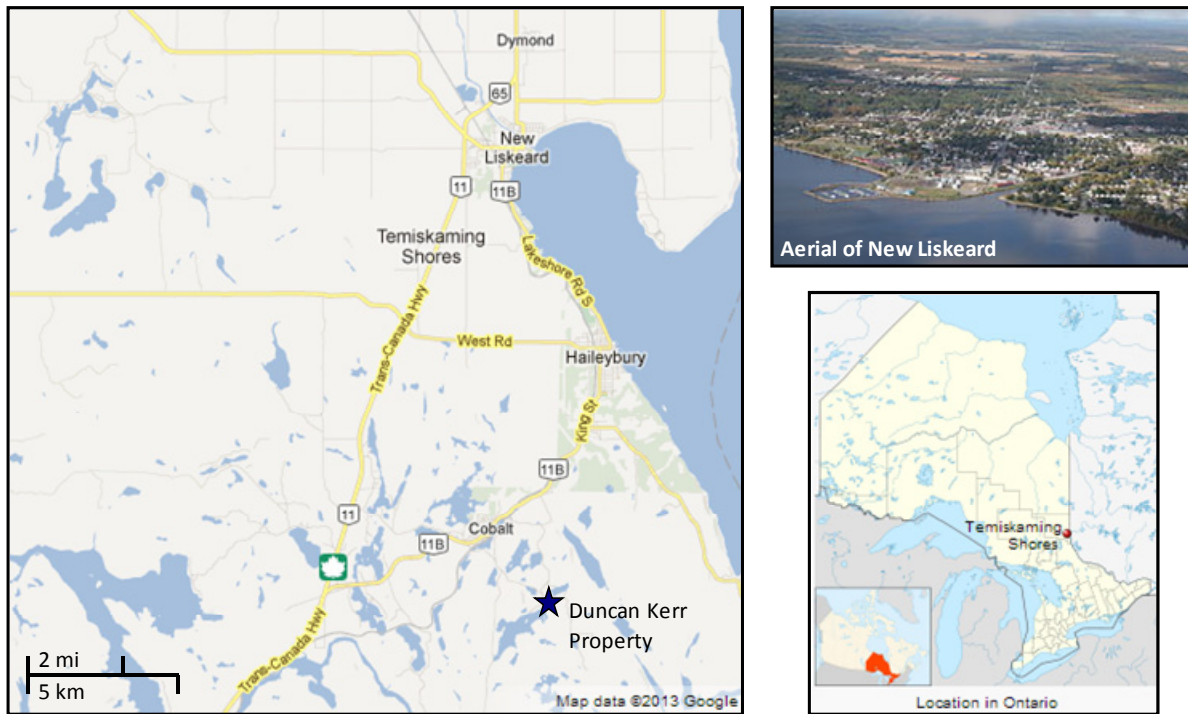 Dymond
65
New
Liskeard
11
11B
Temiskaming
Shores
Lakeshore Rd S
Trans-Canada Hwy
West Rd
Haileybury
King St
11B
11
Cobalt
11B
Duncan Kerr
Property
Trans-Canada Hwy
2 mi
5 km
Map data ©2013 Google
Aerial of New Liskeard
Temiskaming
Shores
Location in Ontario